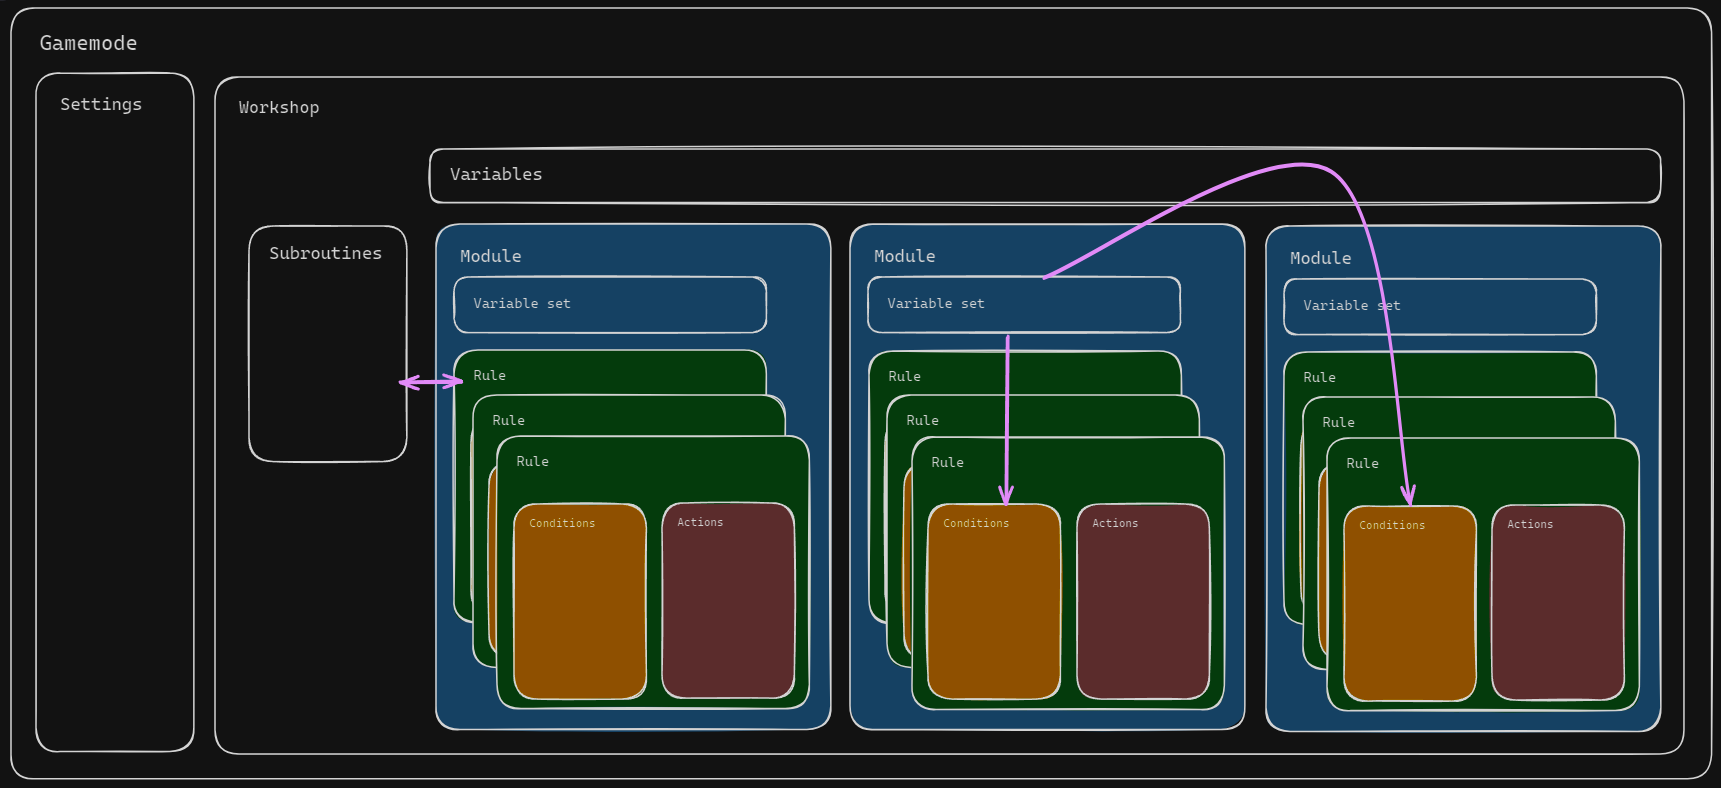 Gamemode
Settings
Workshop
Variables
Subroutines
Module
Variable set
Rule
Rule
Rule
Conditions
Actions
Module
Variable set
Rule
Rule
Rule
Conditions
Actions
Module
Variable set
Rule
Rule
Rule
Conditions
Actions